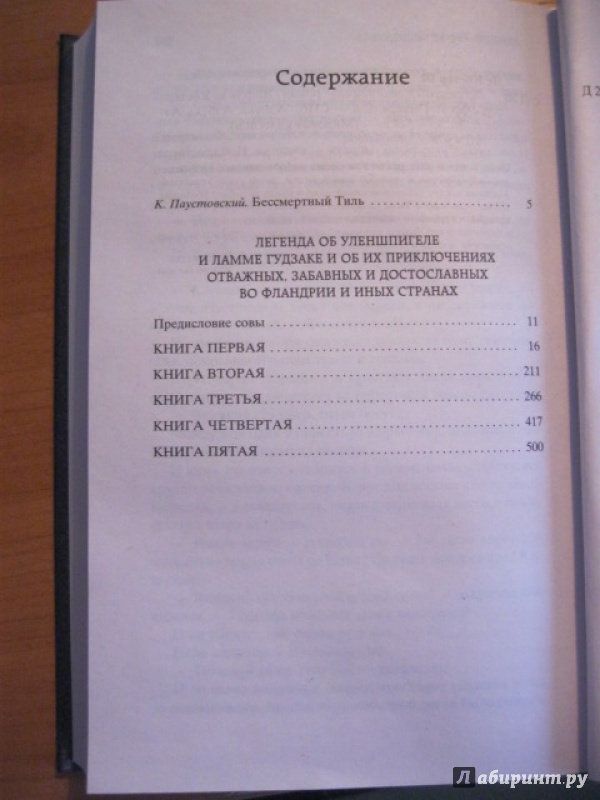 Содержание
К. Паустовский. Бессмертный Тиль ........................ 5
ЛЕГЕНДА ОБ УЛЕНШПИГЕЛЕ
И ЛАММЕ ГУДЗАКЕ И ОБ ИХ ПРИКЛЮЧЕНИЯХ
ОТВАЖНЫХ, ЗАБАВНЫХ И ДОСТОСЛАВНЫХ
ВО ФЛАНДРИИ И ИНЫХ СТРАНАХ
Предисловие совы ........................ 11
КНИГА ПЕРВАЯ ........................ 16
КНИГА ВТОРАЯ ........................ 211
КНИГА ТРЕТЬЯ ........................ 266
КНИГА ЧЕТВЕРТАЯ ........................ 417
КНИГА ПЯТАЯ ........................ 500
Д 2
Лабиринт.ру